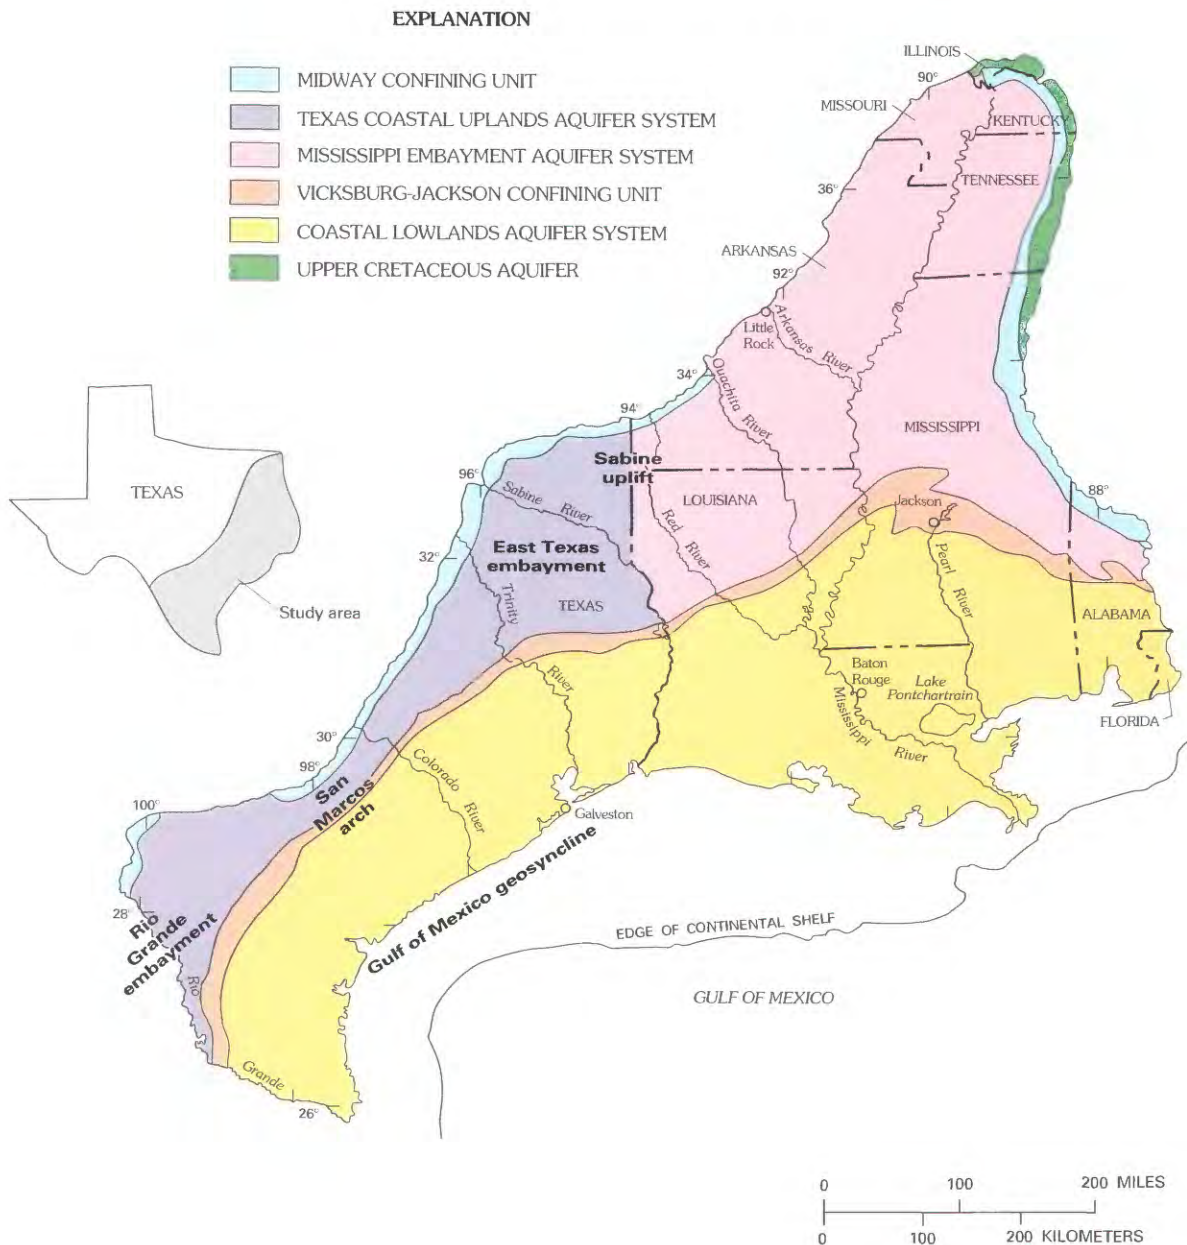 EXPLANATION
MIDWAY CONFINING UNIT
TEXAS COASTAL UPLANDS AQUIFER SYSTEM
MISSISSIPPI EMBAYMENT AQUIFER SYSTEM
VICKSBURG-JACKSON CONFINING UNIT
COASTAL LOWLANDS AQUIFER SYSTEM
UPPER CRETACEOUS AQUIFER
ILLINOIS
90°
MISSOURI
KENTUCKY
TENNESSEE
36°
ARKANSAS
92°
Little
Rock
Arkansas River
34°
Ouachita River
94°
MISSISSIPPI
Sabine
uplift
96°
Sabine River
LOUISIANA
Jackson
88°
TEXAS
Red River
East Texas
embayment
32°
Pearl River
Trinity
River
TEXAS
Study area
ALABAMA
Baton
Rouge
Lake
Pontchartrain
Mississippi
River
FLORIDA
30°
98°
San
Marcos
arch
Colorado
River
100°
Galveston
Gulf of Mexico geosyncline
28°
Rio
Grande
embayment
EDGE OF CONTINENTAL SHELF
Rio
Grande
GULF OF MEXICO
26°
0 100 200 MILES
0 100 200 KILOMETERS